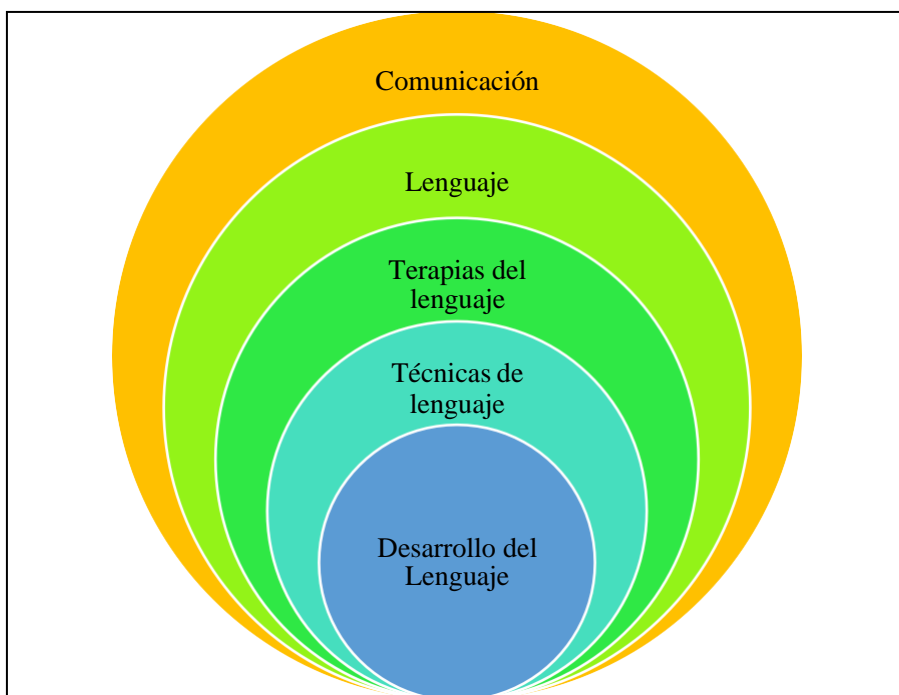 Comunicación
Lenguaje
Terapias del
lenguaje
Técnicas de
lenguaje
Desarrollo del
Lenguaje